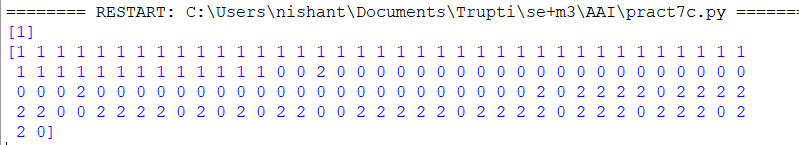 ======== RESTART: C:\Users\nishant\Documents\Trupti\se+m3\AAI\pract7c.py =======
[1]
[1 1 1 1 1 1 1 1 1 1 1 1 1 1 1 1 1 1 1 1 1 1 1 1 1 1 1 1 1 1 1 1 1 1 1 1 1
1 1 1 1 1 1 1 1 1 1 1 1 1 0 0 2 0 0 0 0 0 0 0 0 0 0 0 0 0 0 0 0 0 0 0 0 0
0 0 0 2 0 0 0 0 0 0 0 0 0 0 0 0 0 0 0 0 0 0 0 0 0 0 2 0 2 2 2 2 0 2 2 2 2
2 2 0 0 2 2 2 2 0 2 0 2 0 2 2 0 0 2 2 2 2 2 0 2 2 2 2 0 2 2 2 0 2 2 2 0 2
2 0]